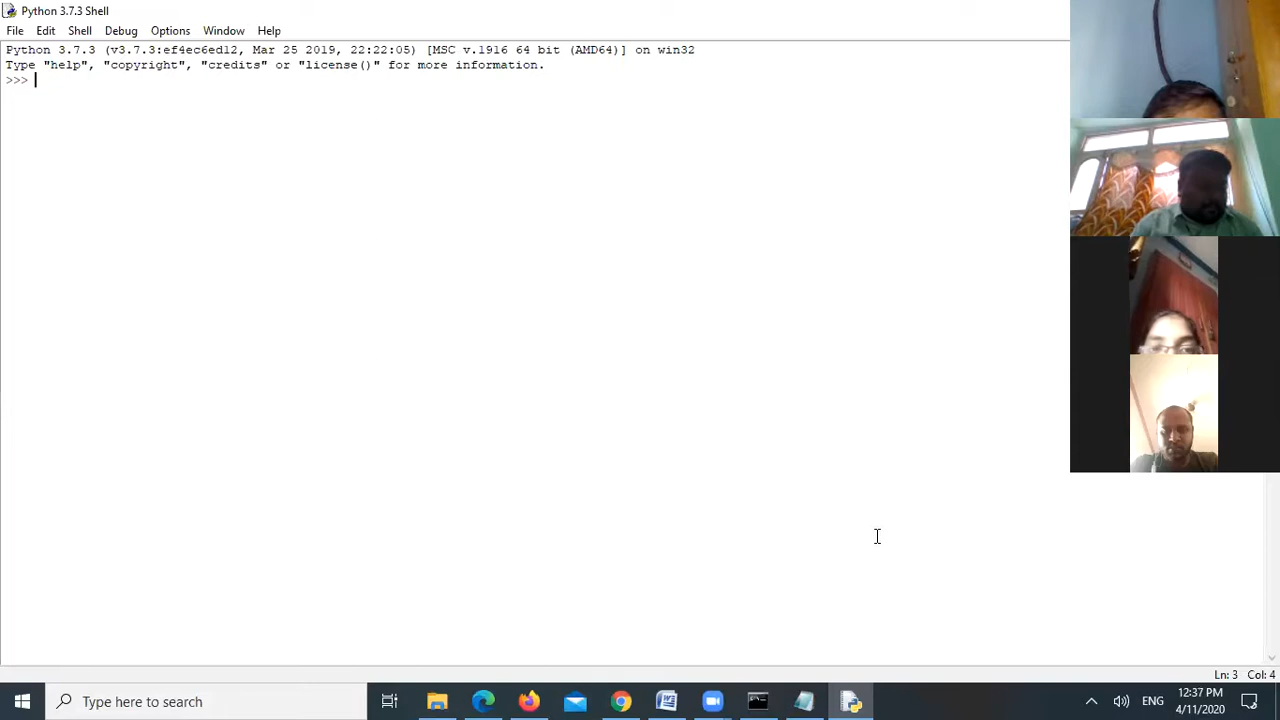 Python 3.7.3 Shell
File Edit Shell Debug Options Window Help
Python 3.7.3 (v3.7.3:ef4ec6ed12, Mar 25 2019, 22:22:05) [MSC v.1916 64 bit (AMD64)] on win32
Type "help", "copyright", "credits" or "license()" for more information.
>>>
Ln: 3 Col: 4
Type here to search
ENG
12:37 PM
4/11/2020